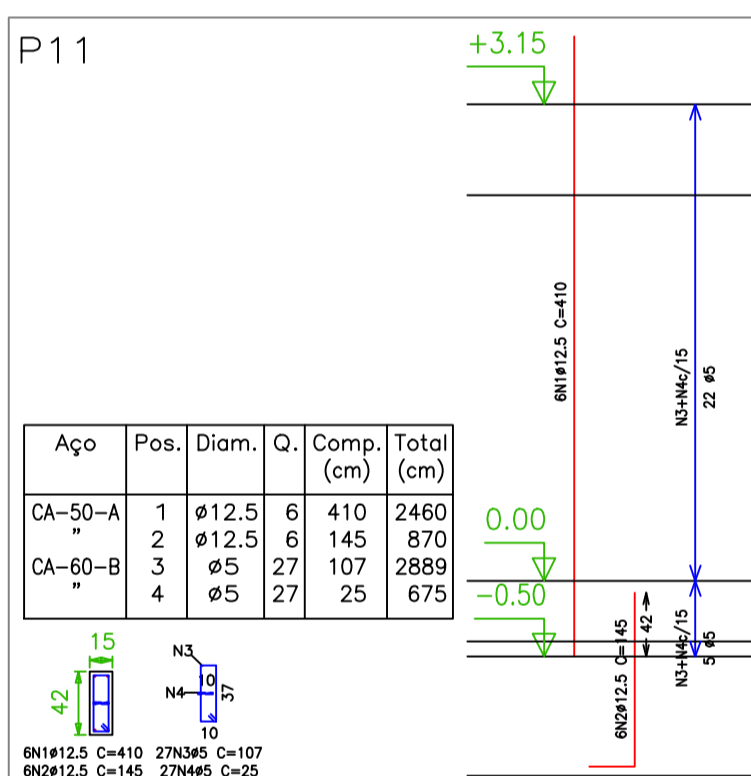 P11
+3.15
6N1ø12.5 C=410
N3+N4c/15
22 ø5
Aço Pos. Diam. Q. Comp. (cm) Total (cm)
CA-50-A 1 ø12.5 6 410 2460
" 2 ø12.5 6 145 870
CA-60-B 3 ø5 27 107 2889
" 4 ø5 27 25 675
0.00
-0.50
42
6N2ø12.5 C=145
N3+N4c/15
5 ø5
15
42
N3
N4
10
37
10
6N1ø12.5 C=410 27N3ø5 C=107
6N2ø12.5 C=145 27N4ø5 C=25